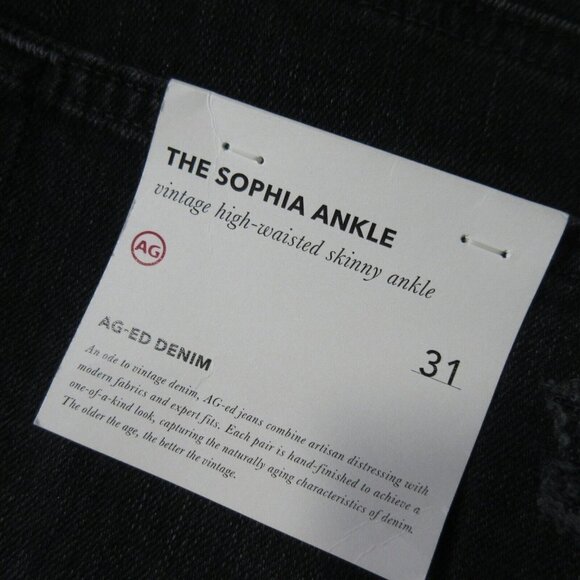 THE SOPHIA ANKLE
vintage high-waisted skinny ankle
AG
31
AG-ED DENIM
An ode to vintage denim, AG-ed jeans combine artisan distressing with
modern fabrics and expert fits. Each pair is hand-finished to achieve a
one-of-a-kind look, capturing the naturally aging characteristics of denim.
The older the age, the better the vintage.